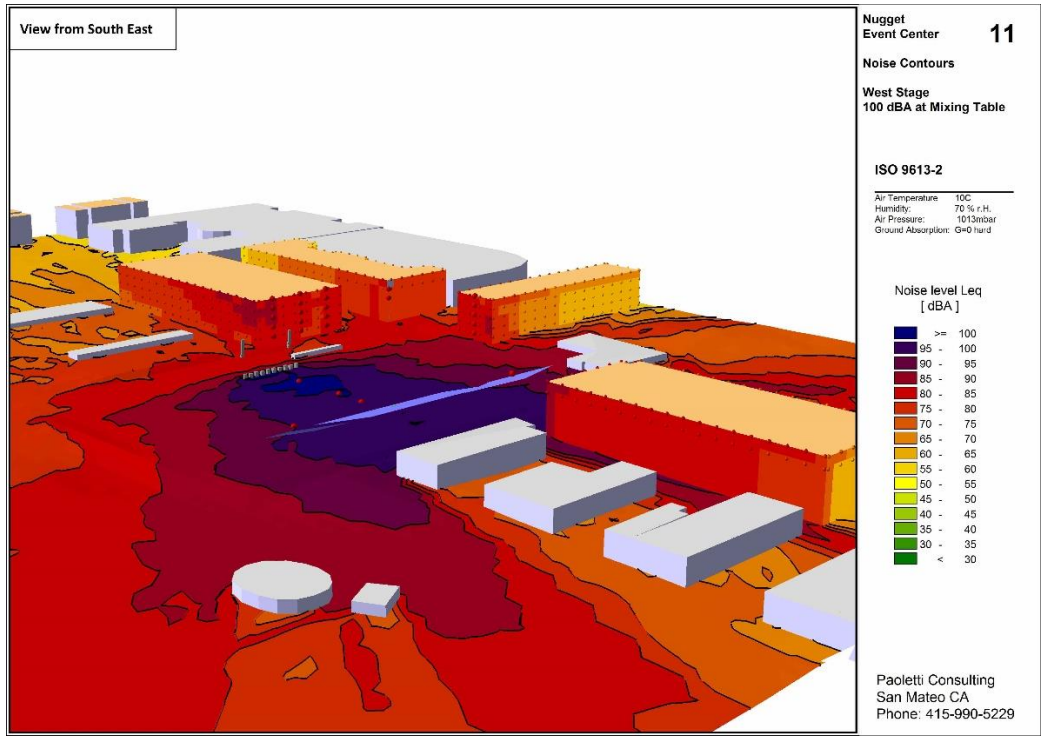 View from South East
Nugget
Event Center
11
Noise Contours
West Stage
100 dBA at Mixing Table
ISO 9613-2
Air Temperature 10C
Humidity: 70 % r.H.
Air Pressure: 1013mbar
Ground Absorption: G=0 hard
Noise level Leq
[ dBA ]
>= 100
95 - 100
90 - 95
85 - 90
80 - 85
75 - 80
70 - 75
65 - 70
60 - 65
55 - 60
50 - 55
45 - 50
40 - 45
35 - 40
30 - 35
< 30
Paoletti Consulting
San Mateo CA
Phone: 415-990-5229